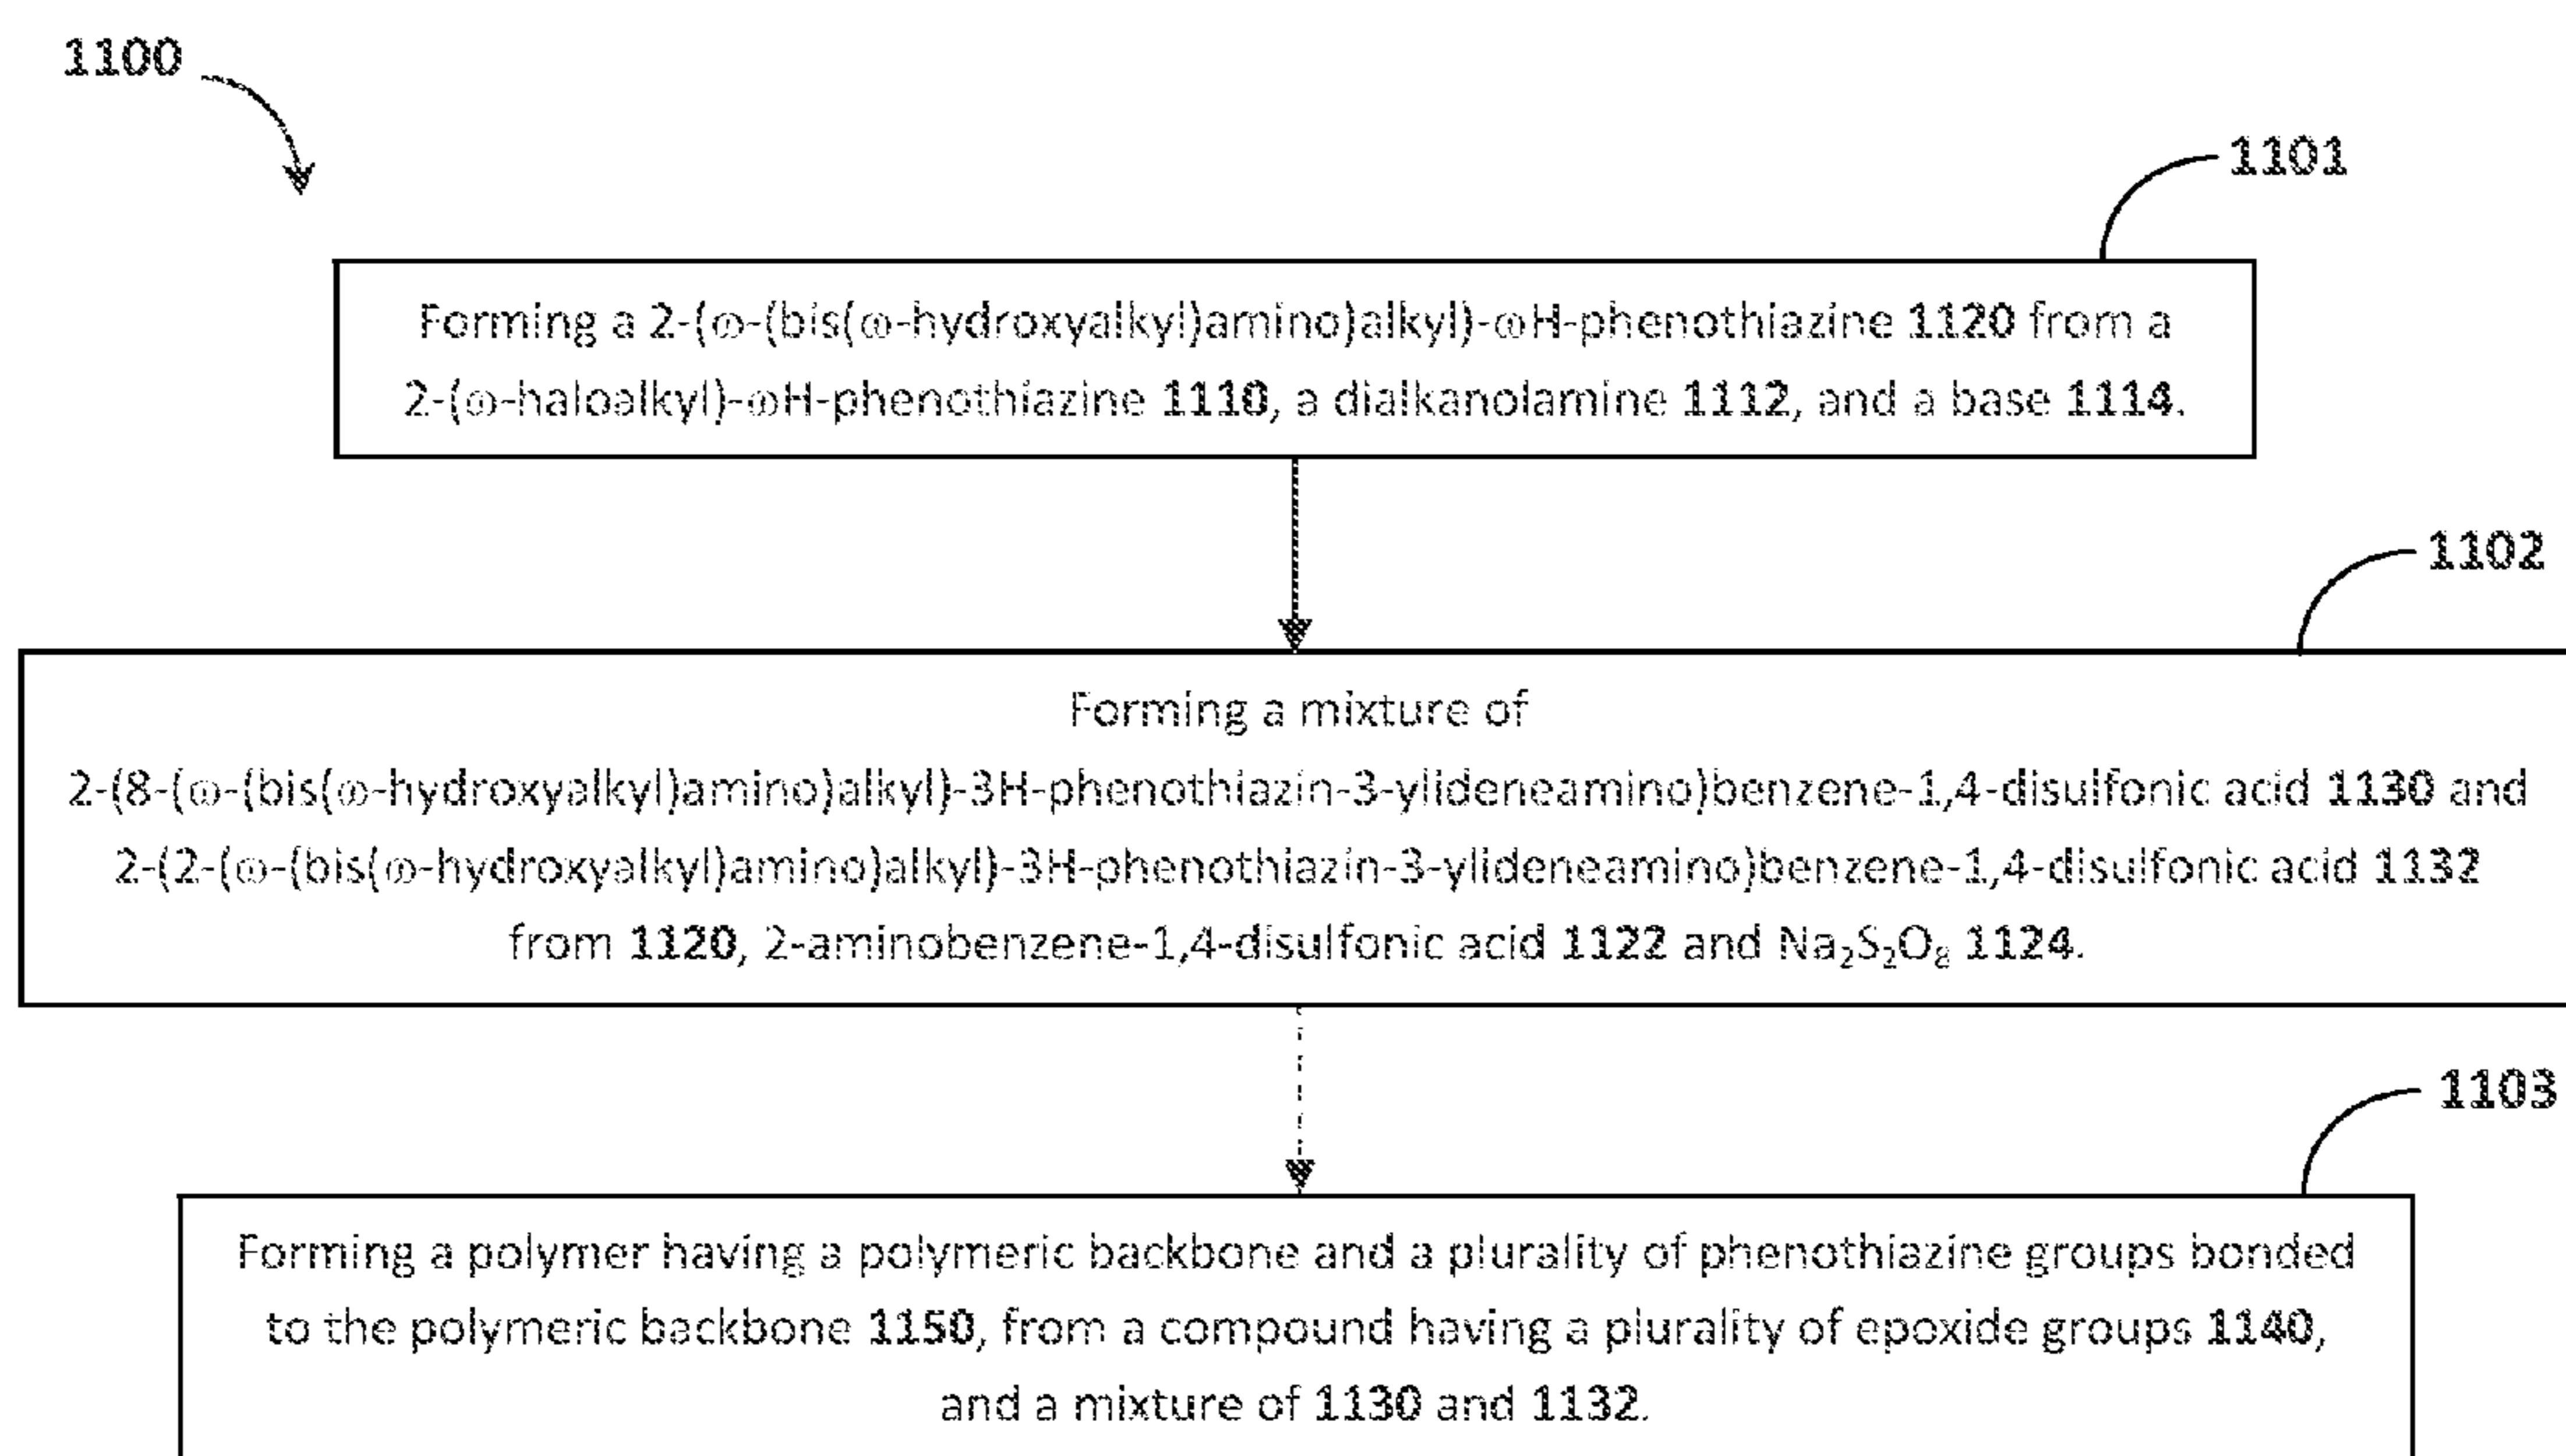 1100
1101
Forming a 2-(ω-(bis(ω-hydroxyalkyl)amino)alkyl)-ωH-phenothiazine 1120 from a
2-(ω-haloalkyl)-ωH-phenothiazine 1110, a dialkanolamine 1112, and a base 1114.
1102
Forming a mixture of
2-(8-(ω-(bis(ω-hydroxyalkyl)amino)alkyl)-3H-phenothiazin-3-ylideneamino)benzene-1,4-disulfonic acid 1130 and
2-(2-(ω-(bis(ω-hydroxyalkyl)amino)alkyl)-3H-phenothiazin-3-ylideneamino)benzene-1,4-disulfonic acid 1132
from 1120, 2-aminobenzene-1,4-disulfonic acid 1122 and Na₂S₂O₈ 1124.
1103
Forming a polymer having a polymeric backbone and a plurality of phenothiazine groups bonded
to the polymeric backbone 1150, from a compound having a plurality of epoxide groups 1140,
and a mixture of 1130 and 1132.